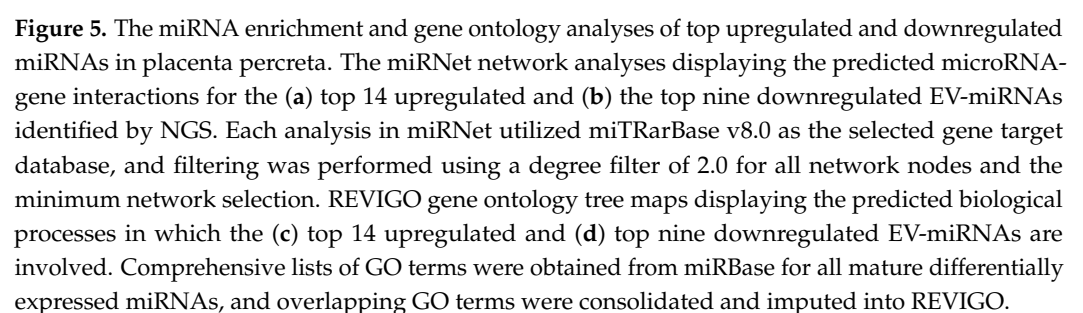 Figure 5. The miRNA enrichment and gene ontology analyses of top upregulated and downregulated
miRNAs in placenta percreta. The miRNet network analyses displaying the predicted microRNA-
gene interactions for the (a) top 14 upregulated and (b) the top nine downregulated EV-miRNAs
identified by NGS. Each analysis in miRNet utilized miTRarBase v8.0 as the selected gene target
database, and filtering was performed using a degree filter of 2.0 for all network nodes and the
minimum network selection. REVIGO gene ontology tree maps displaying the predicted biological
processes in which the (c) top 14 upregulated and (d) top nine downregulated EV-miRNAs are
involved. Comprehensive lists of GO terms were obtained from miRBase for all mature differentially
expressed miRNAs, and overlapping GO terms were consolidated and imputed into REVIGO.